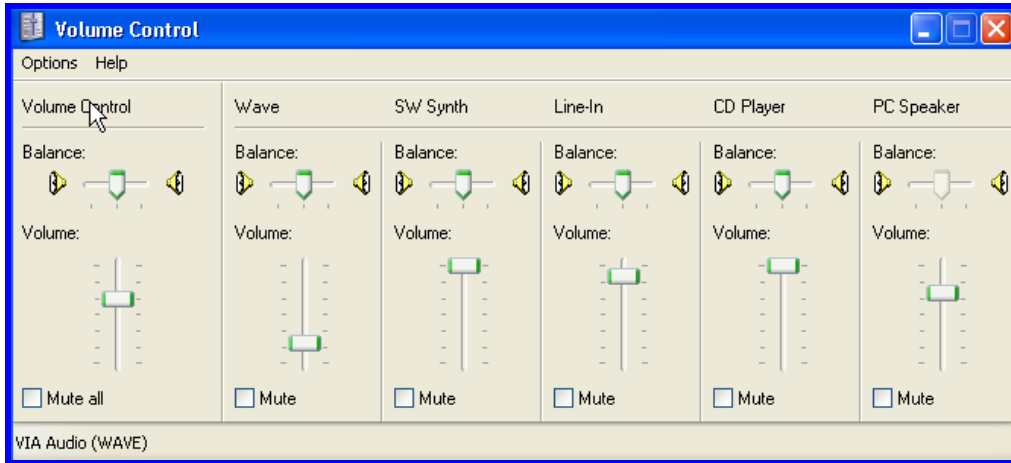 Volume Control
Options Help
Volume Control Wave SW Synth Line-In CD Player PC Speaker
Balance: Balance: Balance: Balance: Balance: Balance:
Volume: Volume: Volume: Volume: Volume: Volume:
Mute all Mute Mute Mute Mute Mute
VIA Audio (WAVE)